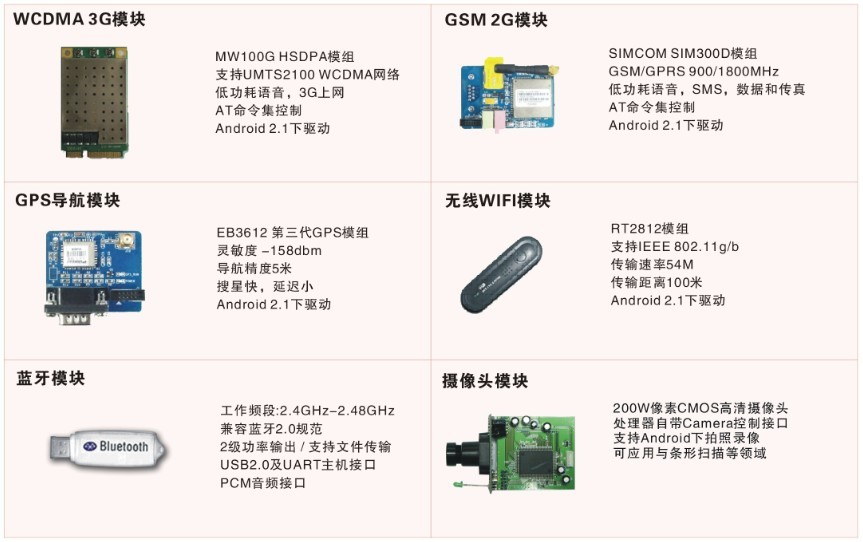 WCDMA 3G模块
MW100G HSDPA模组
支持UMTS2100 WCDMA网络
低功耗语音，3G上网
AT命令集控制
Android 2.1下驱动
GSM 2G模块
SIMCOM SIM300D模组
GSM/GPRS 900/1800MHz
低功耗语音，SMS，数据和传真
AT命令集控制
Android 2.1下驱动
GPS导航模块
EB3612 第三代GPS模组
灵敏度 -158dbm
导航精度5米
搜星快，延迟小
Android 2.1下驱动
无线WIFI模块
RT2812模组
支持IEEE 802.11g/b
传输速率54M
传输距离100米
Android 2.1下驱动
蓝牙模块
Bluetooth
工作频段:2.4GHz-2.48GHz
兼容蓝牙2.0规范
2级功率输出 / 支持文件传输
USB2.0及UART主机接口
PCM音频接口
摄像头模块
200W像素CMOS高清摄像头
处理器自带Camera控制接口
支持Android下拍照录像
可应用与条形扫描等领域